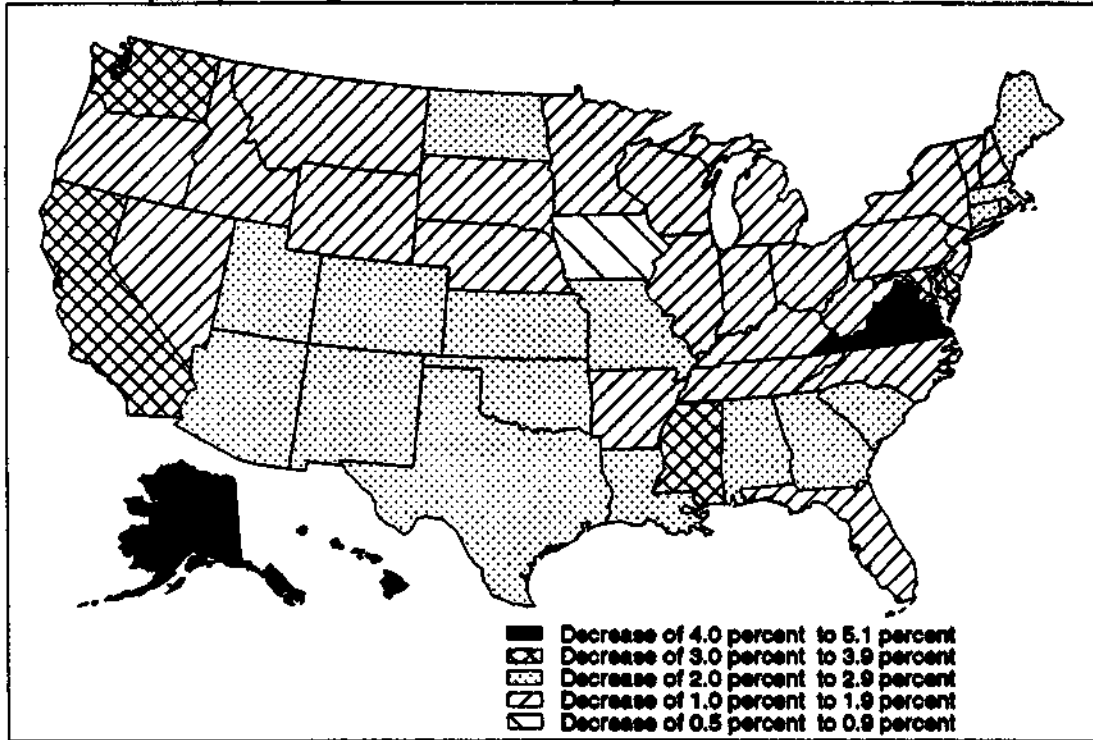 Decrease of 4.0 percent to 5.1 percent
Decrease of 3.0 percent to 3.9 percent
Decrease of 2.0 percent to 2.9 percent
Decrease of 1.0 percent to 1.9 percent
Decrease of 0.5 percent to 0.9 percent